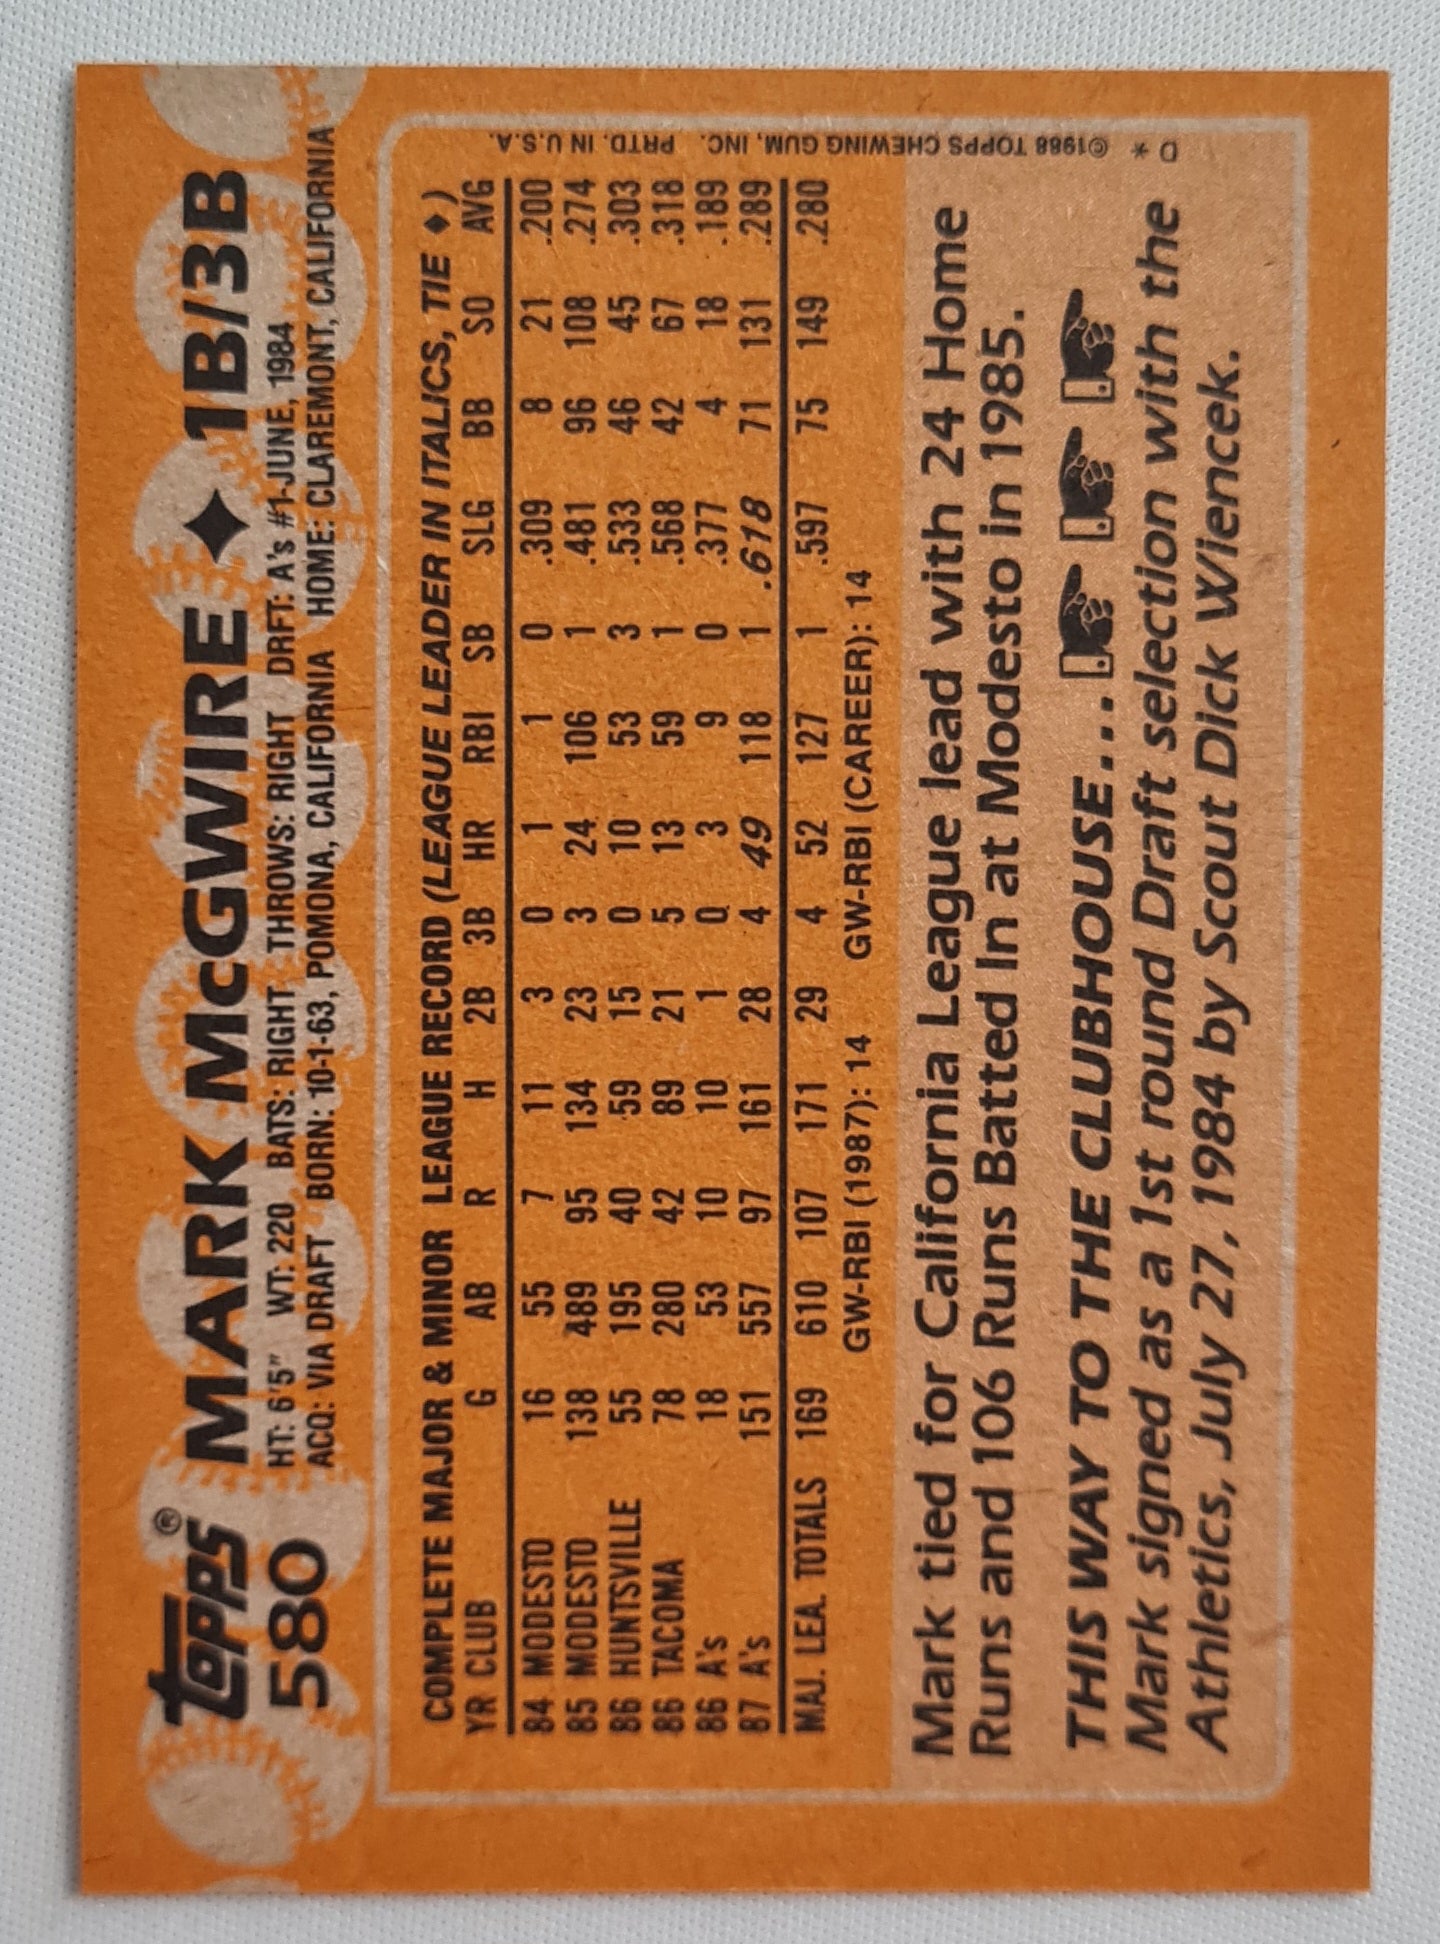 TOPPS® MARK McGWIRE ♦ 1B/3B
580 HT: 6'5" WT: 220 BATS: RIGHT THROWS: RIGHT DRFT: A's #1-JUNE, 1984
ACQ: VIA DRAFT BORN: 10-1-63, POMONA, CALIFORNIA HOME: CLAREMONT, CALIFORNIA
COMPLETE MAJOR & MINOR LEAGUE RECORD (LEAGUE LEADER IN ITALICS, TIE ♦)
YR CLUB G AB R H 2B 3B HR RBI SB SLG BB SO AVG
84 MODESTO 16 55 7 11 3 0 1 1 0 .309 8 21 .200
85 MODESTO 138 489 95 134 23 3 24 106 1 .481 96 108 .274
86 HUNTSVILLE 55 195 40 59 15 0 10 53 3 .533 46 45 .303
86 TACOMA 78 280 42 89 21 5 13 59 1 .568 42 67 .318
86 A's 18 53 10 10 1 0 3 9 0 .377 4 18 .189
87 A's 151 557 97 161 28 4 49 118 1 .618 71 131 .289
MAJ. LEA. TOTALS 169 610 107 171 29 4 52 127 1 .597 75 149 .280
GW-RBI (1987): 14 GW-RBI (CAREER): 14
Mark tied for California League lead with 24 Home
Runs and 106 Runs Batted In at Modesto in 1985.
THIS WAY TO THE CLUBHOUSE...
Mark signed as a 1st round Draft selection with the
Athletics, July 27, 1984 by Scout Dick Wiencek.
D * ©1988 TOPPS CHEWING GUM, INC. PRTD. IN U.S.A.